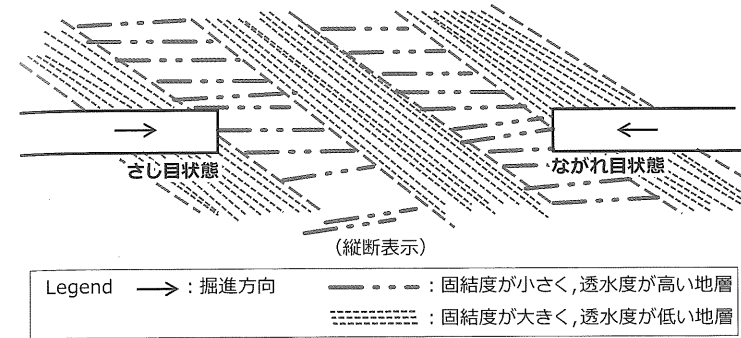 さし目状態
ながれ目状態
（縦断表示）
Legend → : 掘進方向
: 固結度が小さく,透水度が高い地層
: 固結度が大きく,透水度が低い地層